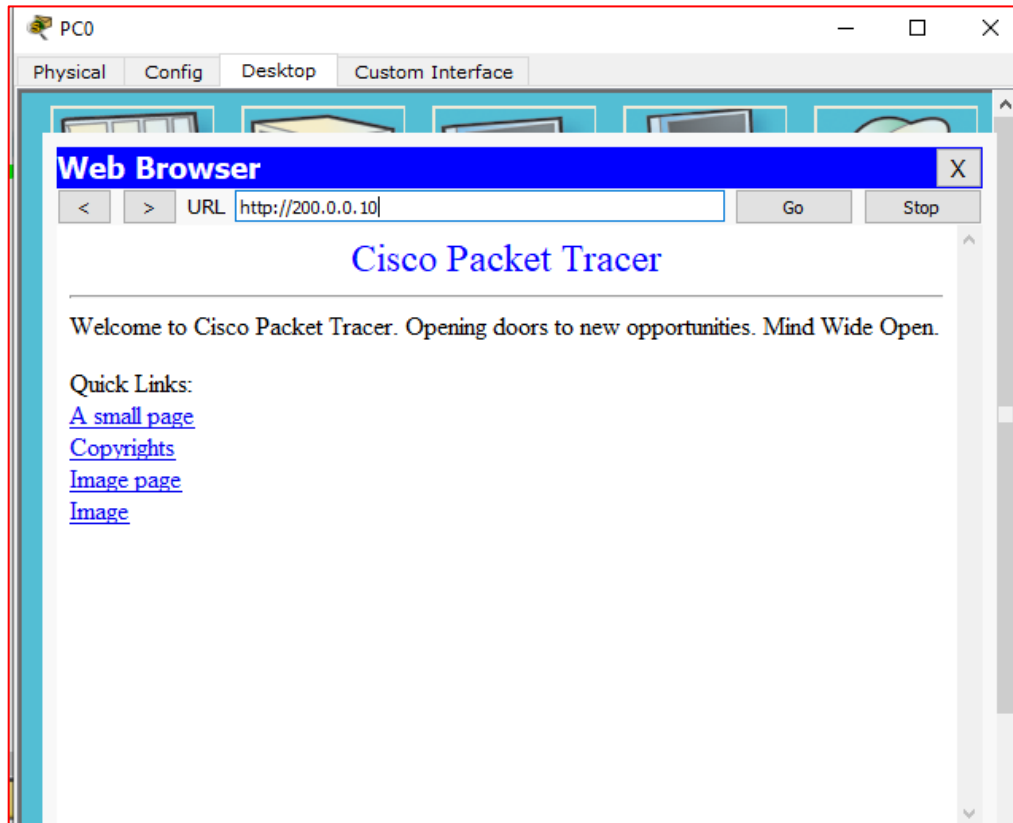 PC0
Physical Config Desktop Custom Interface
Web Browser X
< > URL http://200.0.0.10 Go Stop
Cisco Packet Tracer
Welcome to Cisco Packet Tracer. Opening doors to new opportunities. Mind Wide Open.
Quick Links:
A small page
Copyrights
Image page
Image